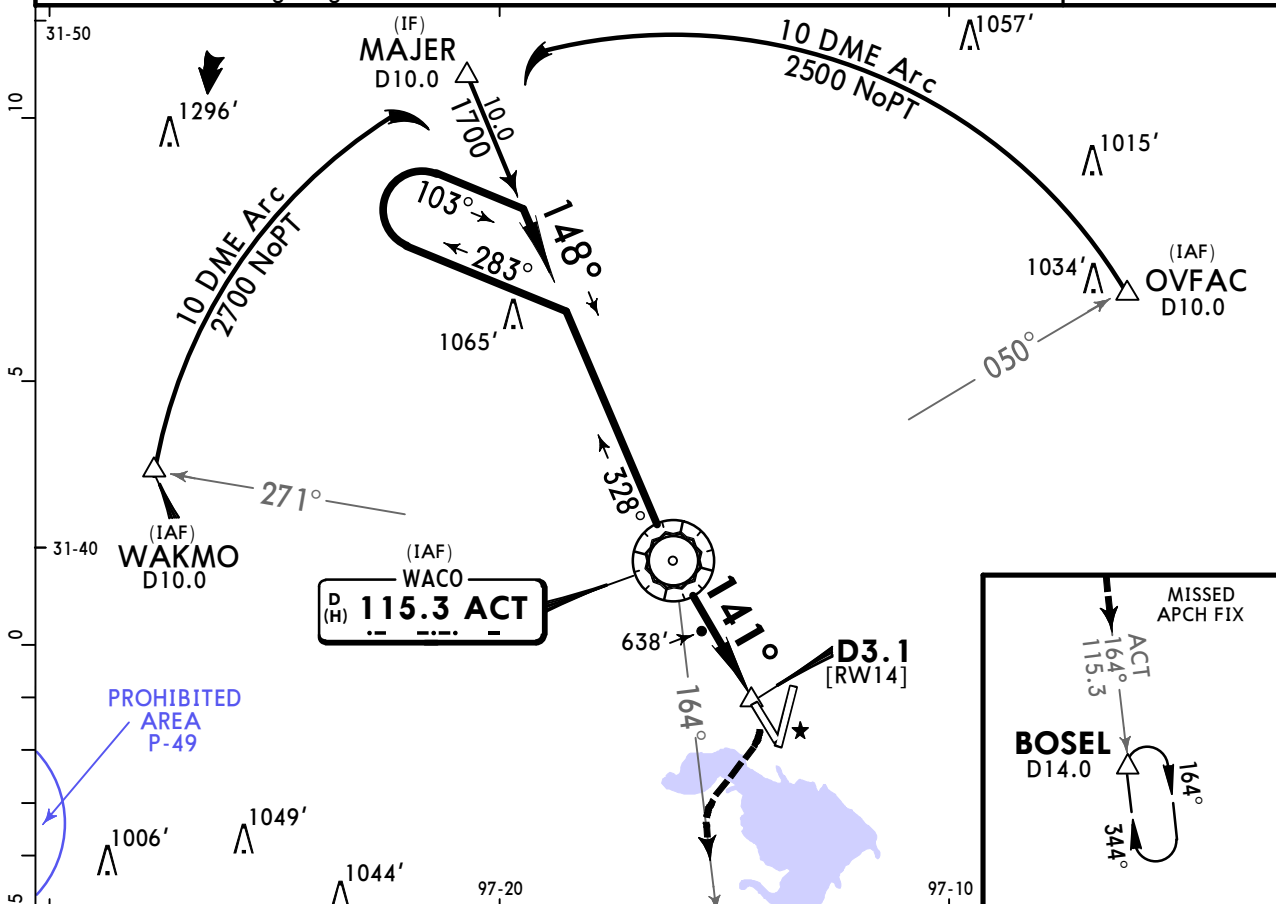 31-50
(IF)
MAJER
D10.0
10 DME Arc
2500 NoPT
1057'
10
1296'
10.0
1700
1015'
103°
148°
283°
10 DME Arc
2700 NoPT
1034'
(IAF)
OVFAC
D10.0
1065'
050°
5
271°
328°
(IAF)
WAKMO
D10.0
31-40
(IAF)
WACO
D
(H)
115.3 ACT
141°
638'
D3.1
[RW14]
0
164°
PROHIBITED
AREA
P-49
MISSED
APCH FIX
ACT
164°
115.3
BOSEL
D14.0
164°
344°
1006'
1049'
1044'
97-20
97-10
5